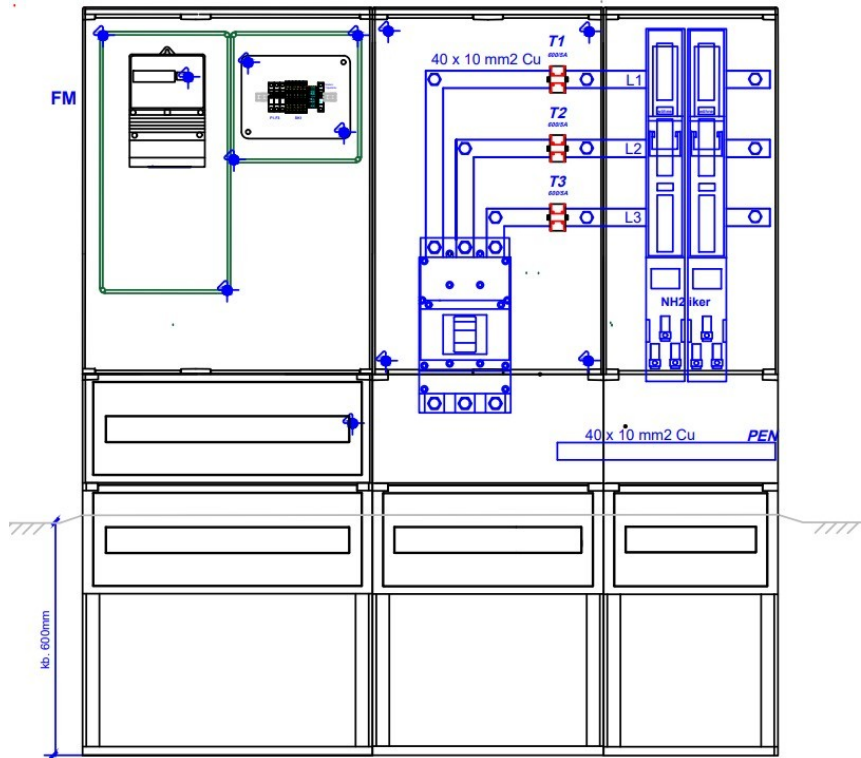 T1
600/5A
40 x 10 mm2 Cu
FM
L1
T2
600/5A
L2
T3
600/5A
L3
NH2 iker
40 x 10 mm2 Cu
PEN
kb. 600mm